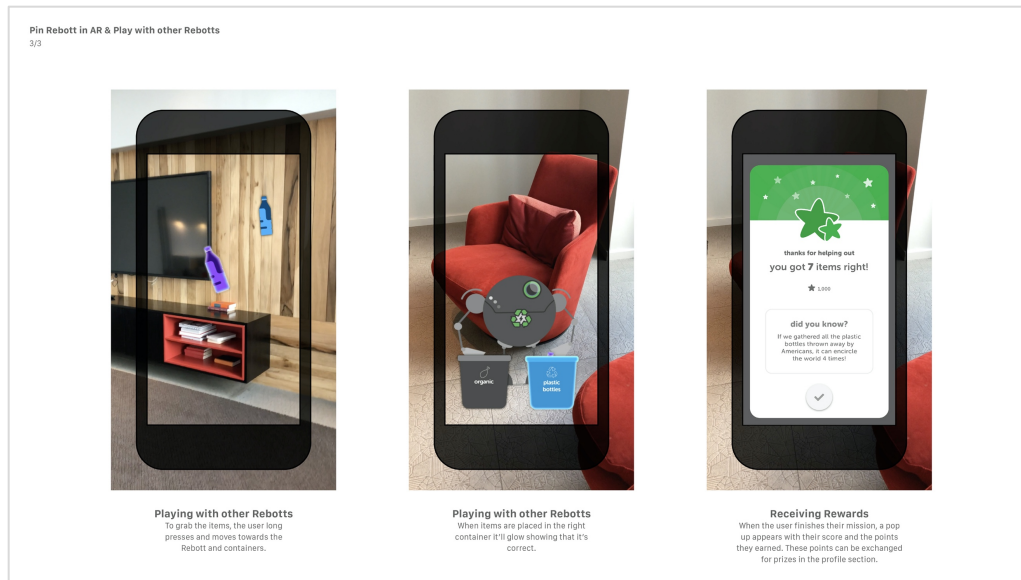 Pin Rebott in AR & Play with other Rebotts
3/3
organic
plastic
bottles
thanks for helping out
you got 7 items right!
2,000
did you know?
If we gathered all the plastic
bottles thrown away by
Americans, it can encircle
the world 4 times!
Playing with other Rebotts
To grab the items, the user long
presses and moves towards the
Rebott and containers.
Playing with other Rebotts
When items are placed in the right
container it'll glow showing that it's
correct.
Receiving Rewards
When the user finishes their mission, a pop
up appears with their score and the points
they earned. These points can be exchanged
for prizes in the profile section.